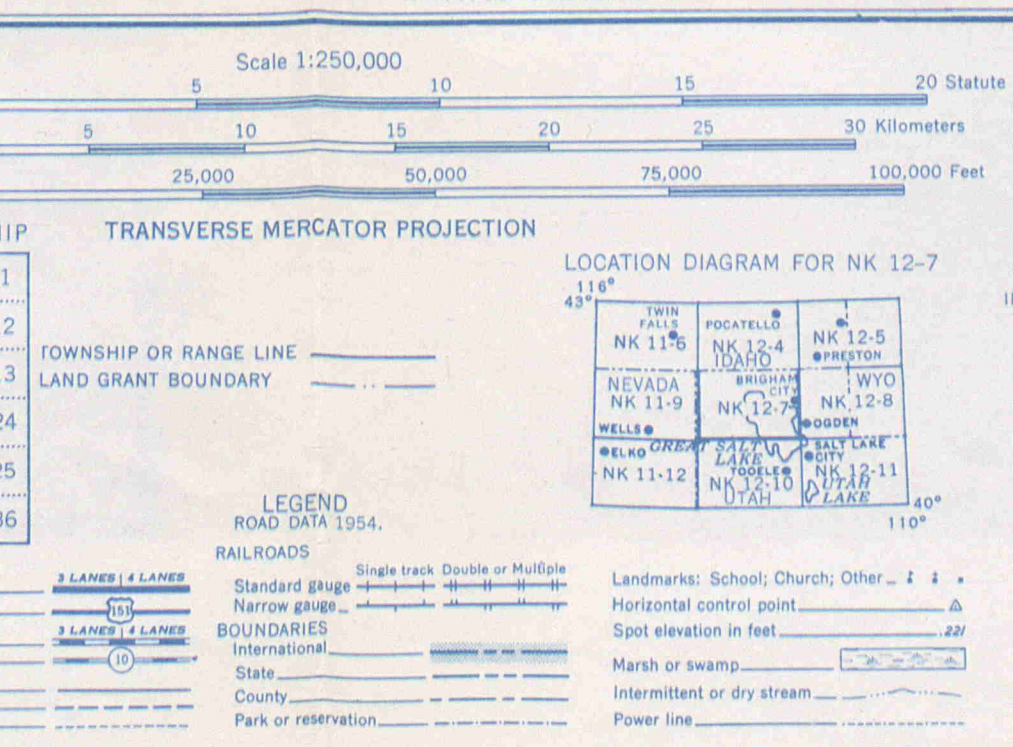 Scale 1:250,000
5 10 15 20 Statute
5 10 15 20 25 30 Kilometers
25,000 50,000 75,000 100,000 Feet
TRANSVERSE MERCATOR PROJECTION
1
2
3
24
25
36
TOWNSHIP OR RANGE LINE
LAND GRANT BOUNDARY
LOCATION DIAGRAM FOR NK 12-7
116°
43°
TWIN
FALLS
NK 11-6
POCATELLO
NK 12-4
IDAHO
NK 12-5
PRESTON
NEVADA
NK 11-9
WELLS
BRIGHAM
CITY
NK 12-7
WYO
NK 12-8
OGDEN
ELKO
NK 11-12
GREAT SALT
LAKE
TOOELE
NK 12-10
UTAH
SALT LAKE
CITY
NK 12-11
UTAH
LAKE
40°
110°
LEGEND
ROAD DATA 1954.
3 LANES | 4 LANES
151
3 LANES | 4 LANES
10
RAILROADS
Single track Double or Multiple
Standard gauge
Narrow gauge
BOUNDARIES
International
State
County
Park or reservation
Landmarks: School; Church; Other
Horizontal control point
Spot elevation in feet .221
Marsh or swamp
Intermittent or dry stream
Power line